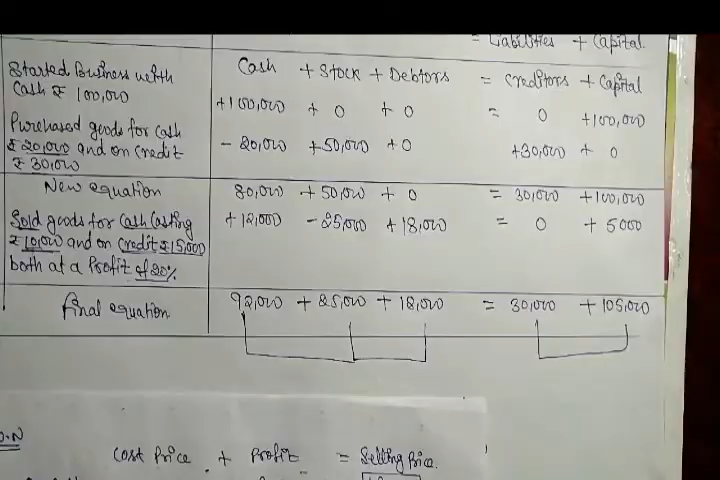 = Liabilities + Capital.
Cash + Stock + Debtors = Creditors + Capital
Started Business with
Cash ₹ 100,000
+100,000 + 0 + 0 = 0 +100,000
Purchased goods for cash
₹ 20,000 and on credit
₹ 30,000
- 20,000 +50,000 +0 +30,000 + 0
New equation 80,000 + 50,000 + 0 = 30,000 +100,000
Sold goods for Cash Costing
₹ 10,000 and on credit ₹ 15,000
both at a Profit of 20%
+12,000 -25,000 +18,000 = 0 + 5000
final equation 92,000 + 25,000 + 18,000 = 30,000 + 105,000
O.N
Cost Price + Profit = Selling Price.